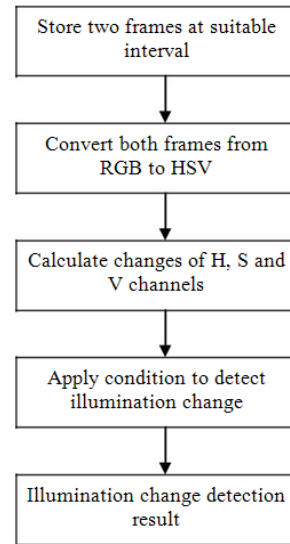 Store two frames at suitable
interval
Convert both frames from
RGB to HSV
Calculate changes of H, S and
V channels
Apply condition to detect
illumination change
Illumination change detection
result